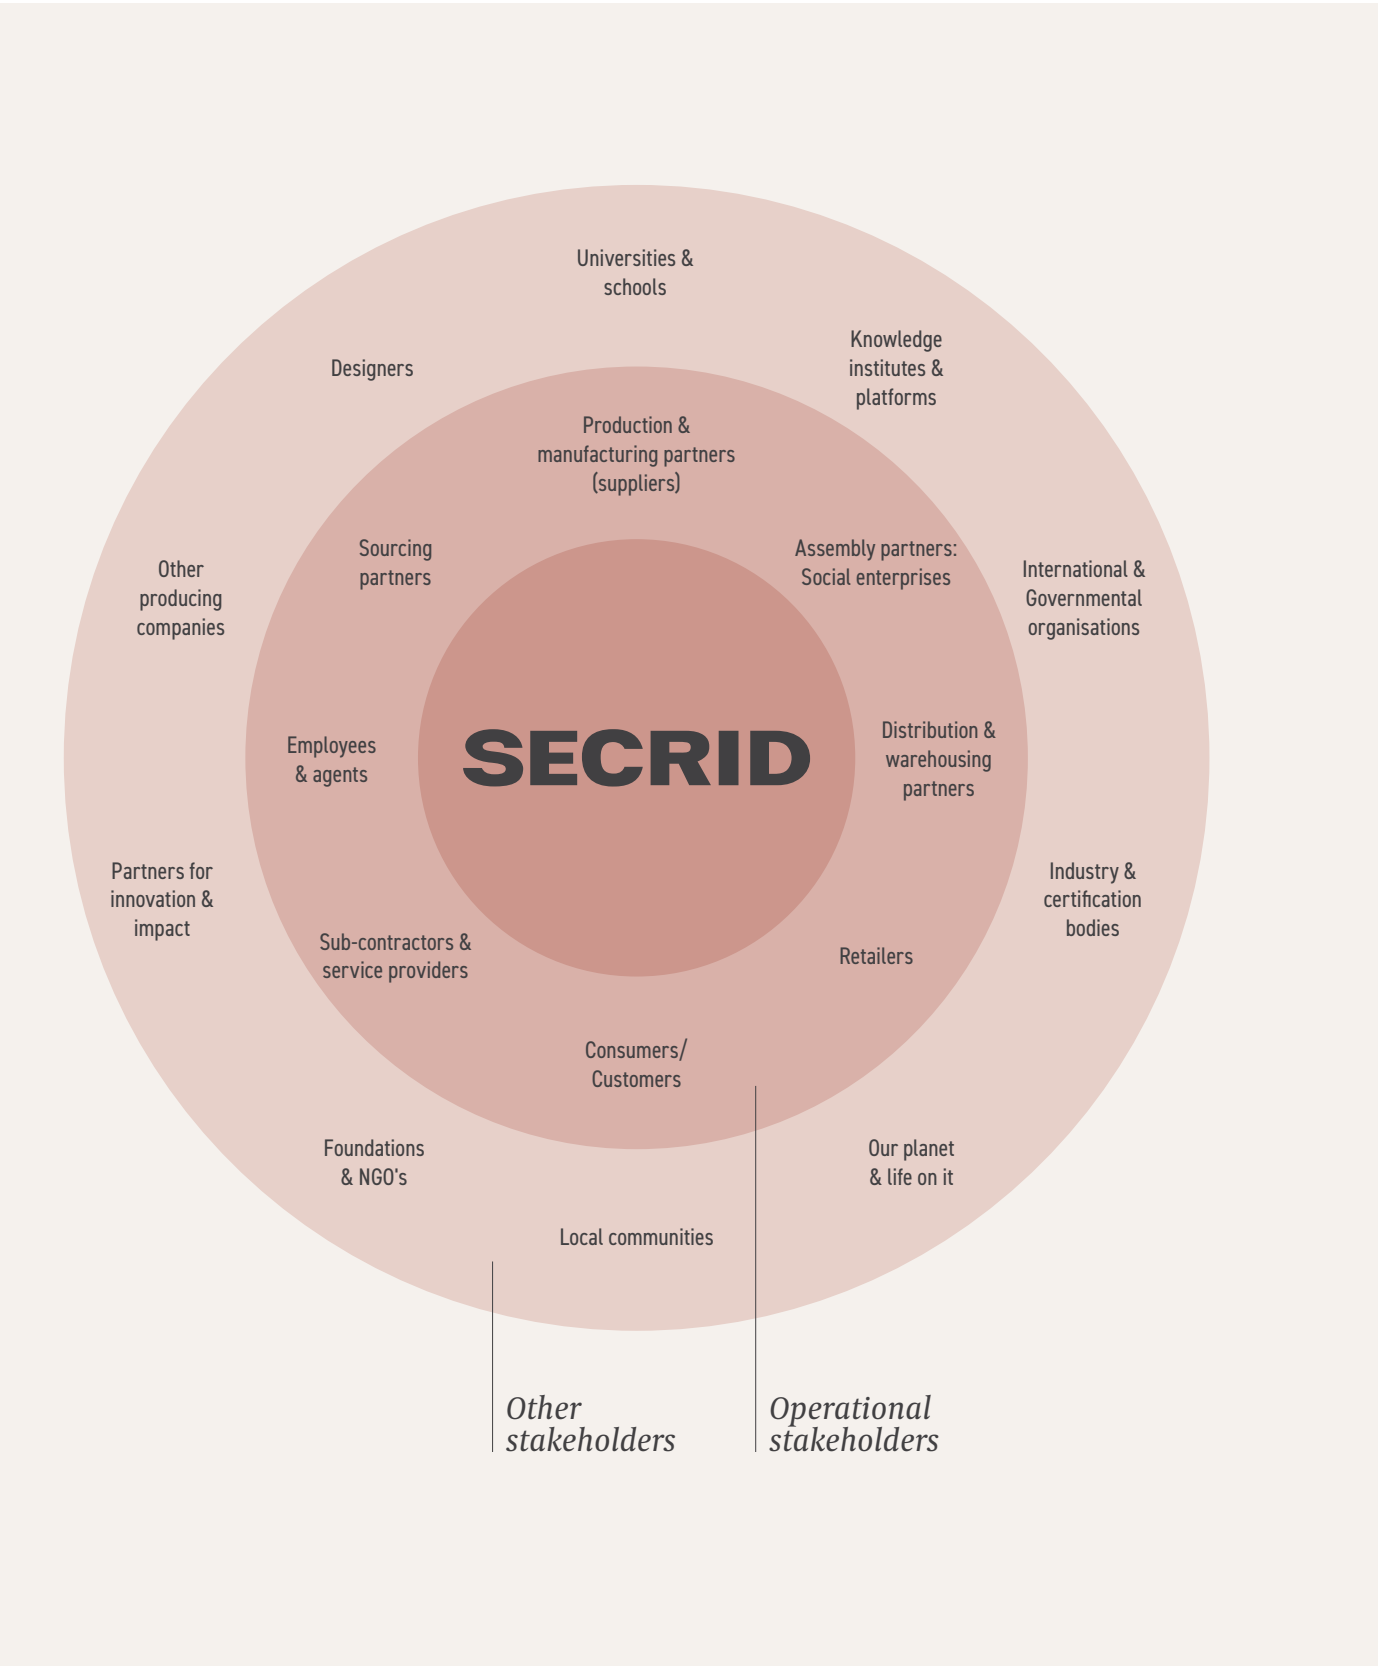 Universities &
schools
Knowledge
institutes &
platforms
Designers
Production &
manufacturing partners
(suppliers)
Sourcing
partners
Assembly partners:
Social enterprises
Other
producing
companies
International &
Governmental
organisations
Employees
& agents
SECRID
Distribution &
warehousing
partners
Partners for
innovation &
impact
Industry &
certification
bodies
Sub-contractors &
service providers
Retailers
Consumers/
Customers
Foundations
& NGO's
Our planet
& life on it
Local communities
Other
stakeholders
Operational
stakeholders